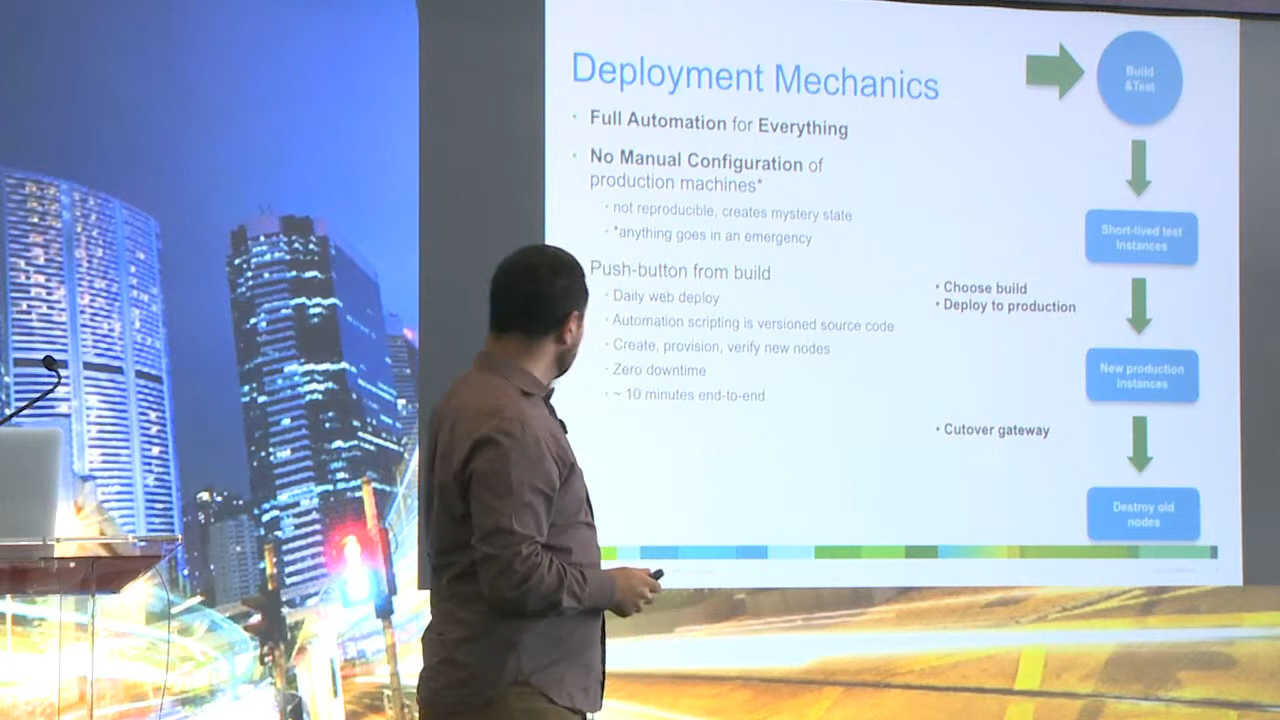 Deployment Mechanics
• Full Automation for Everything
• No Manual Configuration of
production machines*
• not reproducible, creates mystery state
• *anything goes in an emergency
Push-button from build
• Daily web deploy
• Automation scripting is versioned source code
• Create, provision, verify new nodes
• Zero downtime
• ~ 10 minutes end-to-end
Build
&Test
Short-lived test
Instances
• Choose build
• Deploy to production
New production
Instances
• Cutover gateway
Destroy old
nodes